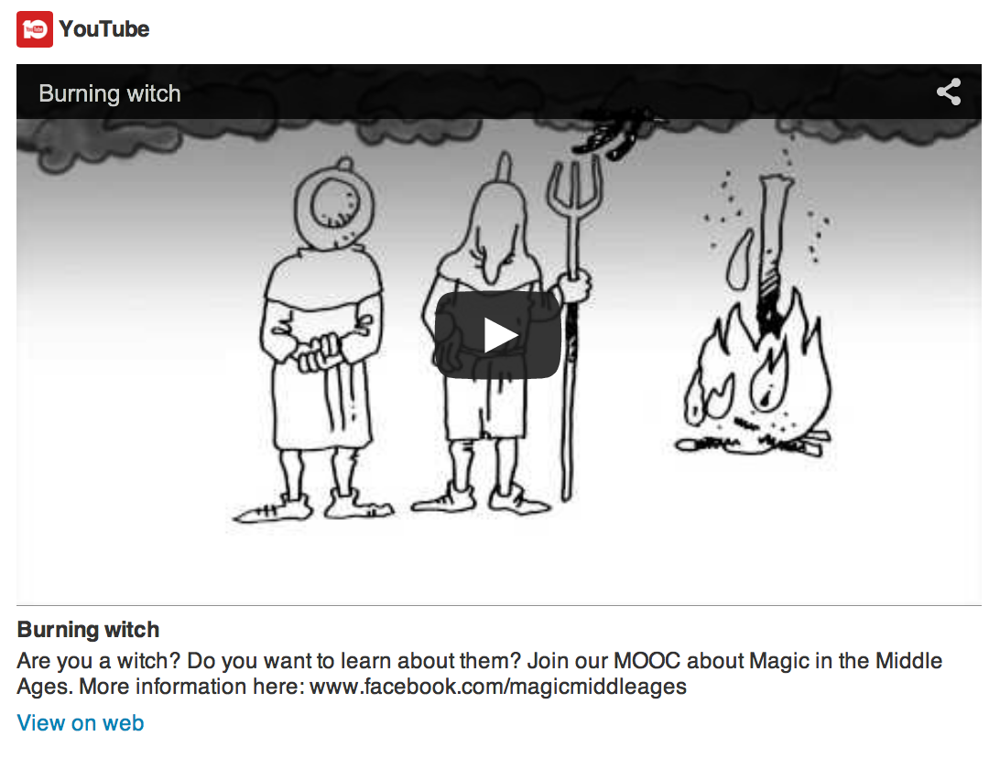 YouTube
Burning witch
Burning witch
Are you a witch? Do you want to learn about them? Join our MOOC about Magic in the Middle
Ages. More information here: www.facebook.com/magicmiddleages
View on web